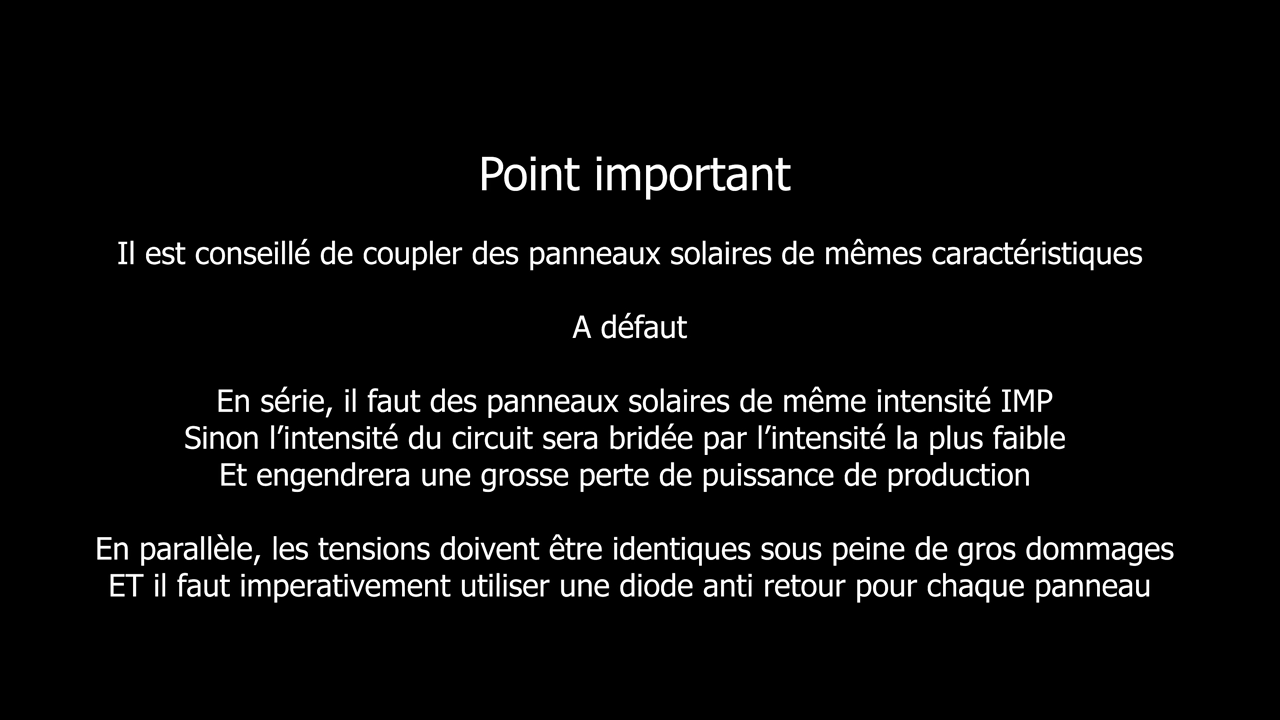 Point important
Il est conseillé de coupler des panneaux solaires de mêmes caractéristiques
A défaut
En série, il faut des panneaux solaires de même intensité IMP
Sinon l’intensité du circuit sera bridée par l’intensité la plus faible
Et engendrera une grosse perte de puissance de production
En parallèle, les tensions doivent être identiques sous peine de gros dommages
ET il faut imperativement utiliser une diode anti retour pour chaque panneau